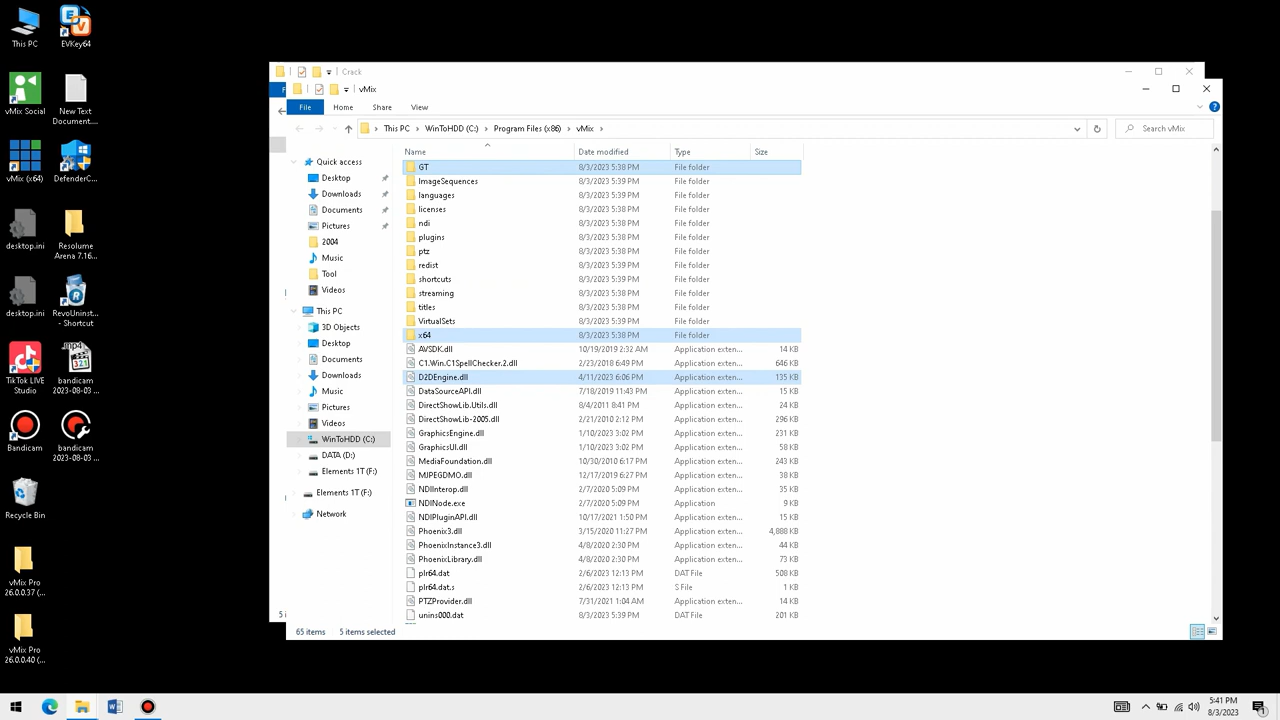 This PC
EVKey64
vMix Social
New Text
Document....
vMix (x64)
DefenderC...
desktop.ini
Resolume
Arena 7.16...
desktop.ini
RevoUninst...
- Shortcut
TikTok LIVE
Studio
mp4
bandicam
2023-08-03 ...
Bandicam
bandicam
2023-08-03 ...
Recycle Bin
vMix Pro
26.0.0.37 (...
vMix Pro
26.0.0.40 (...
Crack
vMix
File Home Share View
This PC > WinToHDD (C:) > Program Files (x86) > vMix >
Search vMix
Quick access
Desktop
Downloads
Documents
Pictures
2004
Music
Tool
Videos
This PC
3D Objects
Desktop
Documents
Downloads
Music
Pictures
Videos
WinToHDD (C:)
DATA (D:)
Elements 1T (F:)
Elements 1T (F:)
Network
Name Date modified Type Size
GT 8/3/2023 5:38 PM File folder
ImageSequences 8/3/2023 5:38 PM File folder
languages 8/3/2023 5:39 PM File folder
licenses 8/3/2023 5:38 PM File folder
ndi 8/3/2023 5:38 PM File folder
plugins 8/3/2023 5:38 PM File folder
ptz 8/3/2023 5:38 PM File folder
redist 8/3/2023 5:39 PM File folder
shortcuts 8/3/2023 5:39 PM File folder
streaming 8/3/2023 5:38 PM File folder
titles 8/3/2023 5:38 PM File folder
VirtualSets 8/3/2023 5:39 PM File folder
x64 8/3/2023 5:38 PM File folder
AVSDK.dll 10/19/2019 2:32 AM Application exten... 14 KB
C1.Win.C1SpellChecker.2.dll 2/23/2018 6:49 PM Application exten... 646 KB
D2DEngine.dll 4/11/2023 6:06 PM Application exten... 135 KB
DataSourceAPI.dll 7/18/2019 11:43 PM Application exten... 15 KB
DirectShowLib.Utils.dll 8/4/2011 8:41 PM Application exten... 24 KB
DirectShowLib-2005.dll 2/21/2010 2:12 PM Application exten... 296 KB
GraphicsEngine.dll 1/10/2023 3:02 PM Application exten... 231 KB
GraphicsUI.dll 1/10/2023 3:02 PM Application exten... 58 KB
MediaFoundation.dll 10/30/2010 6:17 PM Application exten... 243 KB
MJPEGDMO.dll 12/17/2019 6:27 PM Application exten... 38 KB
NDIInterop.dll 2/7/2020 5:09 PM Application exten... 35 KB
NDINode.exe 2/7/2020 5:09 PM Application 9 KB
NDIPluginAPI.dll 10/17/2021 1:50 PM Application exten... 15 KB
Phoenix3.dll 3/15/2020 11:27 PM Application exten... 4,888 KB
PhoenixInstance3.dll 4/8/2020 2:30 PM Application exten... 44 KB
PhoenixLibrary.dll 4/8/2020 2:30 PM Application exten... 73 KB
plr64.dat 2/6/2023 12:13 PM DAT File 508 KB
plr64.dat.s 2/6/2023 12:13 PM S File 1 KB
PTZProvider.dll 7/31/2021 1:04 AM Application exten... 14 KB
unins000.dat 8/3/2023 5:39 PM DAT File 201 KB
5 i
65 items 5 items selected
5:41 PM
8/3/2023